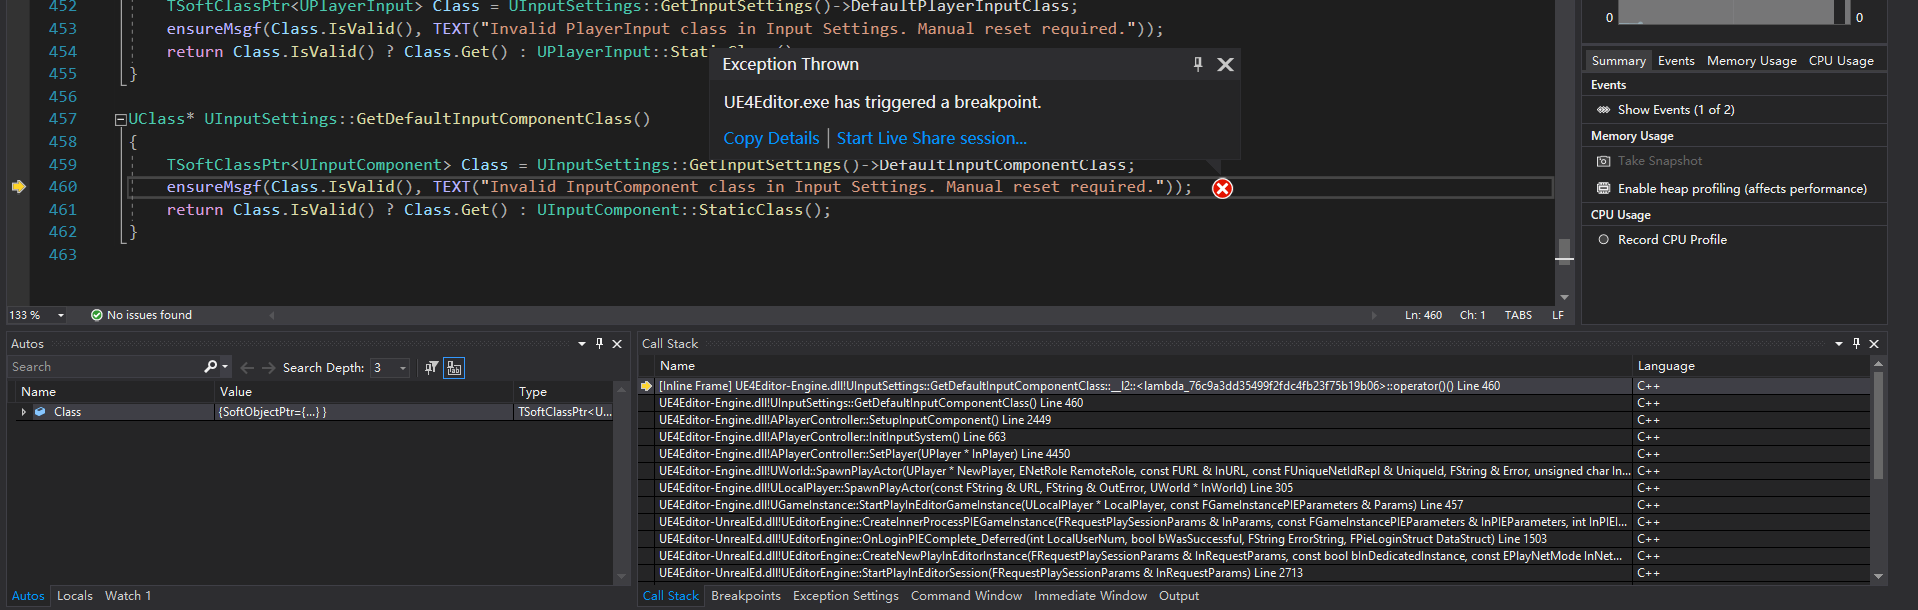 452 TSoftClassPtr<UPlayerInput> Class = UInputSettings::GetInputSettings()->DefaultPlayerInputClass;
453 ensureMsgf(Class.IsValid(), TEXT("Invalid PlayerInput class in Input Settings. Manual reset required."));
454 return Class.IsValid() ? Class.Get() : UPlayerInput::
455 }
456
457 UClass* UInputSettings::GetDefaultInputComponentClass()
458 {
459 TSoftClassPtr<UInputComponent> Class = UInputSettings::GetInputSettings()->DefaultInputComponentClass;
460 ensureMsgf(Class.IsValid(), TEXT("Invalid InputComponent class in Input Settings. Manual reset required."));
461 return Class.IsValid() ? Class.Get() : UInputComponent::StaticClass();
462 }
463
Exception Thrown
UE4Editor.exe has triggered a breakpoint.
Copy Details | Start Live Share session...
133 % No issues found Ln: 460 Ch: 1 TABS LF
0 0
Summary Events Memory Usage CPU Usage
Events
Show Events (1 of 2)
Memory Usage
Take Snapshot
Enable heap profiling (affects performance)
CPU Usage
Record CPU Profile
Autos
Search Search Depth: 3
Name Value Type
Class {SoftObjectPtr={...} } TSoftClassPtr<U...
Autos Locals Watch 1
Call Stack
Name Language
[Inline Frame] UE4Editor-Engine.dll!UInputSettings::GetDefaultInputComponentClass::__l2::<lambda_76c9a3dd35499f2fdc4fb23f75b19b06>::operator()() Line 460 C++
UE4Editor-Engine.dll!UInputSettings::GetDefaultInputComponentClass() Line 460 C++
UE4Editor-Engine.dll!APlayerController::SetupInputComponent() Line 2449 C++
UE4Editor-Engine.dll!APlayerController::InitInputSystem() Line 663 C++
UE4Editor-Engine.dll!APlayerController::SetPlayer(UPlayer * InPlayer) Line 4450 C++
UE4Editor-Engine.dll!UWorld::SpawnPlayActor(UPlayer * NewPlayer, ENetRole RemoteRole, const FURL & InURL, const FUniqueNetIdRepl & UniqueId, FString & Error, unsigned char In... C++
UE4Editor-Engine.dll!ULocalPlayer::SpawnPlayActor(const FString & URL, FString & OutError, UWorld * InWorld) Line 305 C++
UE4Editor-Engine.dll!UGameInstance::StartPlayInEditorGameInstance(ULocalPlayer * LocalPlayer, const FGameInstancePIEParameters & Params) Line 457 C++
UE4Editor-UnrealEd.dll!UEditorEngine::CreateInnerProcessPIEGameInstance(FRequestPlaySessionParams & InParams, const FGameInstancePIEParameters & InPIEParameters, int InPIEI... C++
UE4Editor-UnrealEd.dll!UEditorEngine::OnLoginPIEComplete_Deferred(int LocalUserNum, bool bWasSuccessful, FString ErrorString, FPieLoginStruct DataStruct) Line 1503 C++
UE4Editor-UnrealEd.dll!UEditorEngine::CreateNewPlayInEditorInstance(FRequestPlaySessionParams & InRequestParams, const bool bInDedicatedInstance, const EPlayNetMode InNet... C++
UE4Editor-UnrealEd.dll!UEditorEngine::StartPlayInEditorSession(FRequestPlaySessionParams & InRequestParams) Line 2713 C++
Call Stack Breakpoints Exception Settings Command Window Immediate Window Output